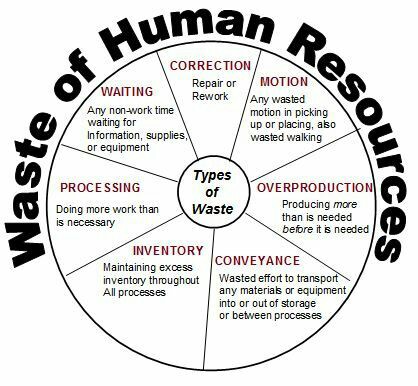 Waste of Human Resources
CORRECTION
Repair or
Rework
MOTION
Any wasted
motion in picking
up or placing, also
wasted walking
OVERPRODUCTION
Producing more
than is needed
before it is needed
CONVEYANCE
Wasted effort to transport
any materials or equipment
into or out of storage
or between processes
INVENTORY
Maintaining excess
inventory throughout
All processes
PROCESSING
Doing more work than
is necessary
WAITING
Any non-work time
waiting for
Information, supplies,
or equipment
Types
of
Waste